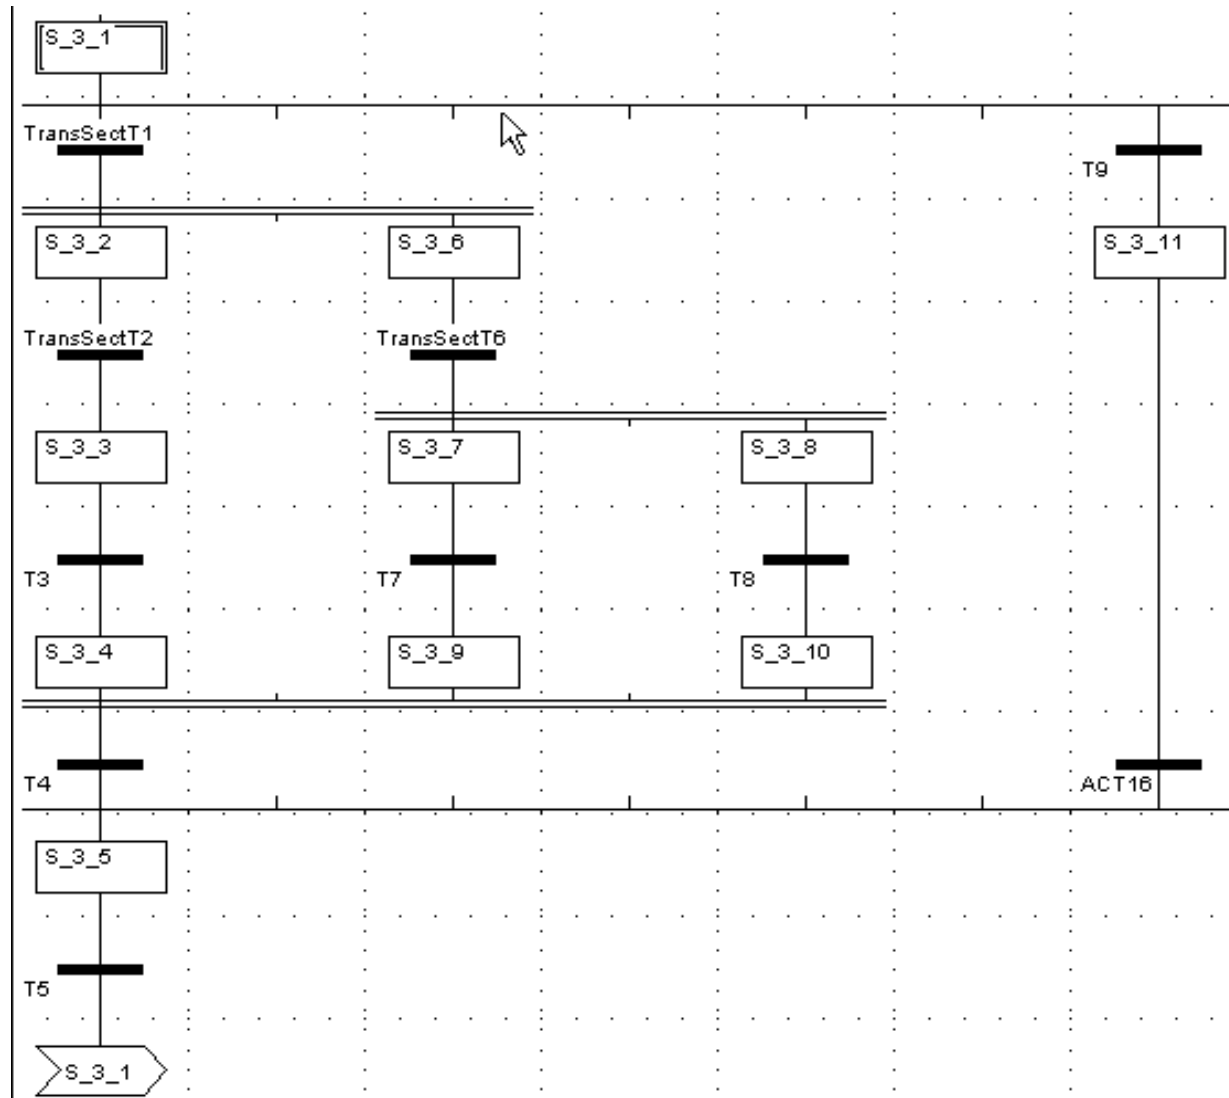 S_3_1
TransSectT1
T9
S_3_2 S_3_6 S_3_11
TransSectT2 TransSectT6
S_3_3 S_3_7 S_3_8
T3 T7 T8
S_3_4 S_3_9 S_3_10
T4 ACT16
S_3_5
T5
S_3_1